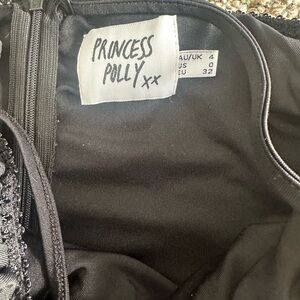 PRINCESS
POLLY xx
AU/UK 4
US 0
EU 32